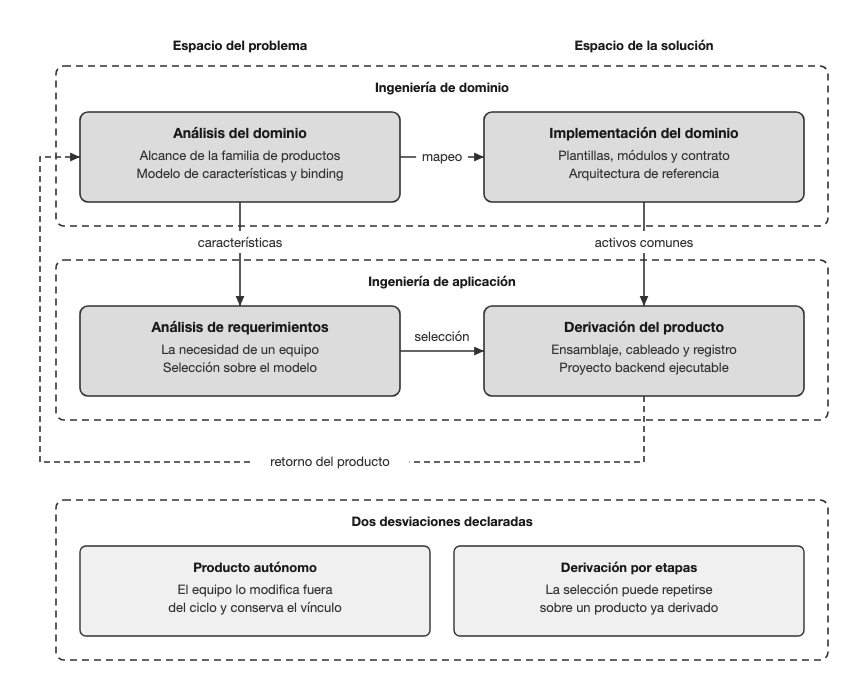 Espacio del problema
Espacio de la solución
Ingeniería de dominio
Análisis del dominio
Alcance de la familia de productos
Modelo de características y binding
mapeo
Implementación del dominio
Plantillas, módulos y contrato
Arquitectura de referencia
características
activos comunes
Ingeniería de aplicación
Análisis de requerimientos
La necesidad de un equipo
Selección sobre el modelo
selección
Derivación del producto
Ensamblaje, cableado y registro
Proyecto backend ejecutable
retorno del producto
Dos desviaciones declaradas
Producto autónomo
El equipo lo modifica fuera
del ciclo y conserva el vínculo
Derivación por etapas
La selección puede repetirse
sobre un producto ya derivado